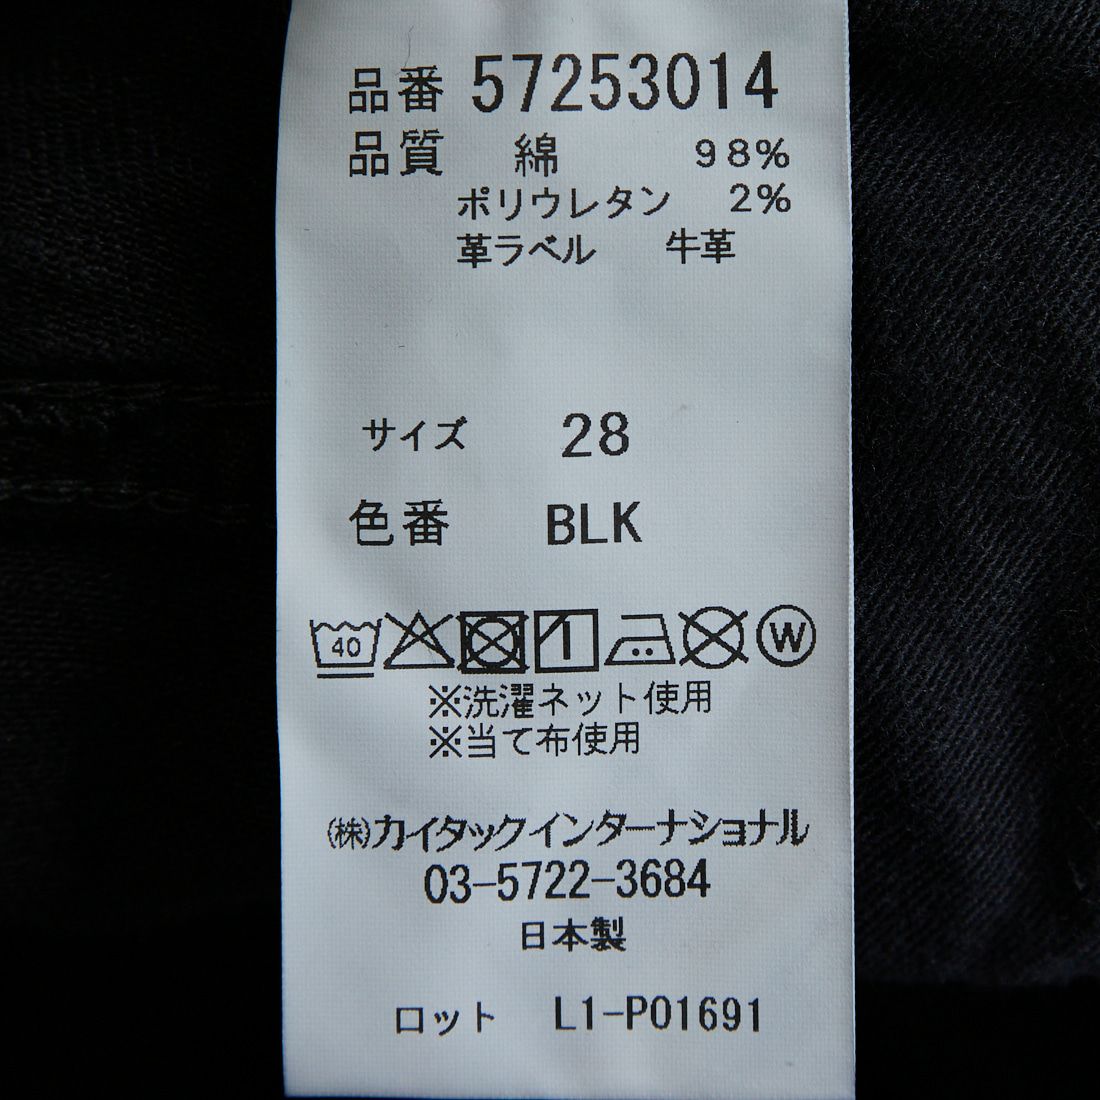 品番 57253014
品質 綿 98%
ポリウレタン 2%
革ラベル 牛革
サイズ 28
色番 BLK
40 W
※洗濯ネット使用
※当て布使用
(株)カイタックインターナショナル
03-5722-3684
日本製
ロット L1-P01691